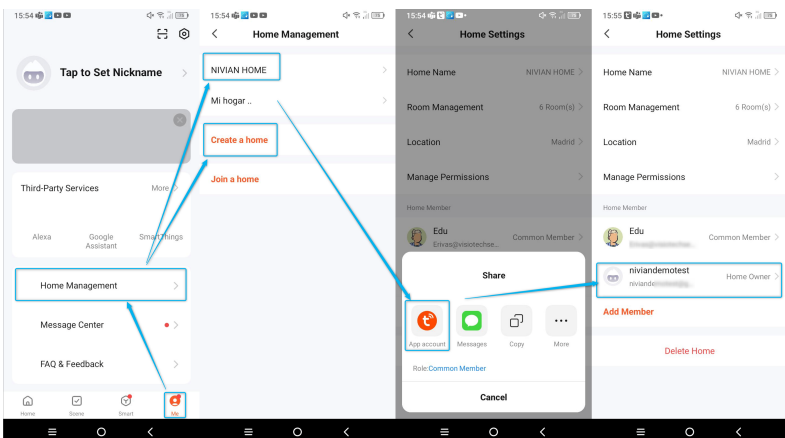 15:54
Tap to Set Nickname
Third-Party Services
More
Alexa
Google
Assistant
SmartThings
Home Management
Message Center
FAQ & Feedback
Home
Scene
Smart
Me
15:54
Home Management
NIVIAN HOME
Mi hogar ..
Create a home
Join a home
15:54
Home Settings
Home Name
NIVIAN HOME
Room Management
6 Room(s)
Location
Madrid
Manage Permissions
Home Member
Edu
Erivas@visiotechse...
Common Member
Share
App account
Messages
Copy
More
Role:Common Member
Cancel
15:55
Home Settings
Home Name
NIVIAN HOME
Room Management
6 Room(s)
Location
Madrid
Manage Permissions
Home Member
Edu
Common Member
niviandemotest
Home Owner
Add Member
Delete Home